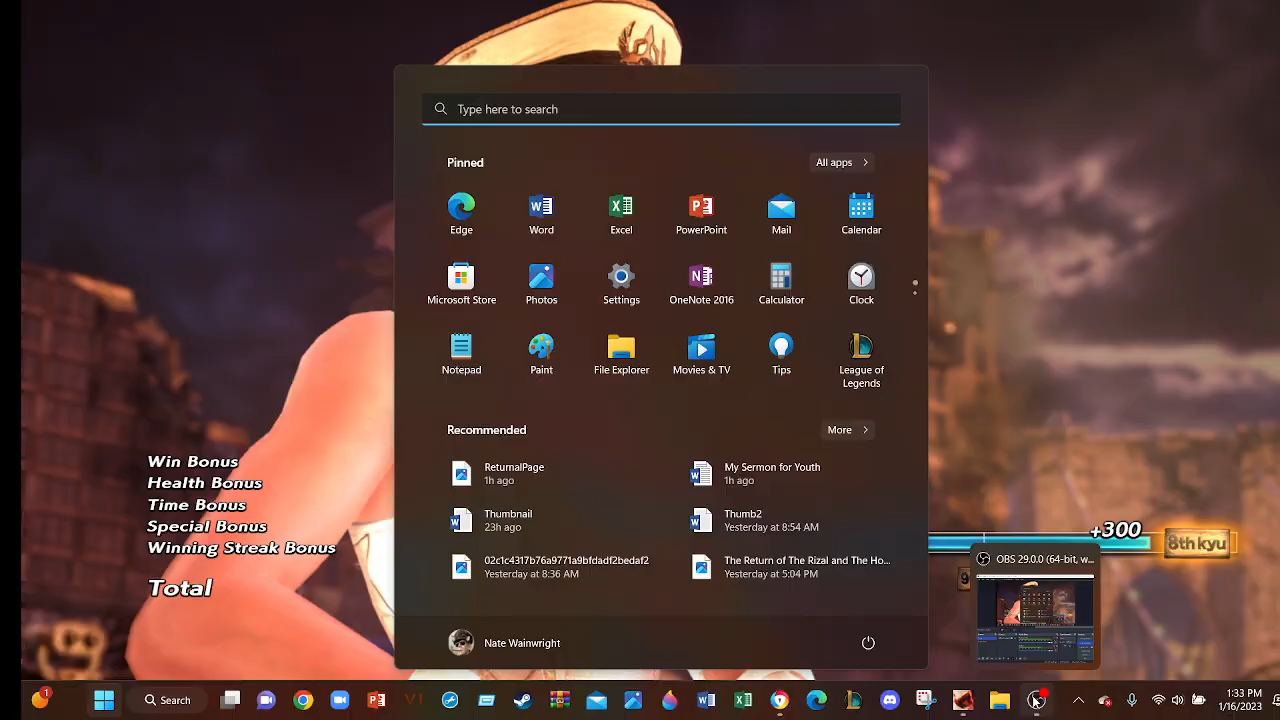 Type here to search
Pinned
All apps
Edge
Word
Excel
PowerPoint
Mail
Calendar
Microsoft Store
Photos
Settings
OneNote 2016
Calculator
Clock
Notepad
Paint
File Explorer
Movies & TV
Tips
League of
Legends
Recommended
More
ReturnalPage
1h ago
My Sermon for Youth
1h ago
Thumbnail
23h ago
Thumb2
Yesterday at 8:54 AM
02c1c4317b76a9771a9bfdadf2bedaf2
Yesterday at 8:36 AM
The Return of The Rizal and The Ho...
Yesterday at 5:04 PM
Nate Wainwright
Win Bonus
Health Bonus
Time Bonus
Special Bonus
Winning Streak Bonus
Total
+300
8th kyu
9
OBS 29.0.0 (64-bit, w...
1
Search
VI
1:33 PM
1/16/2023